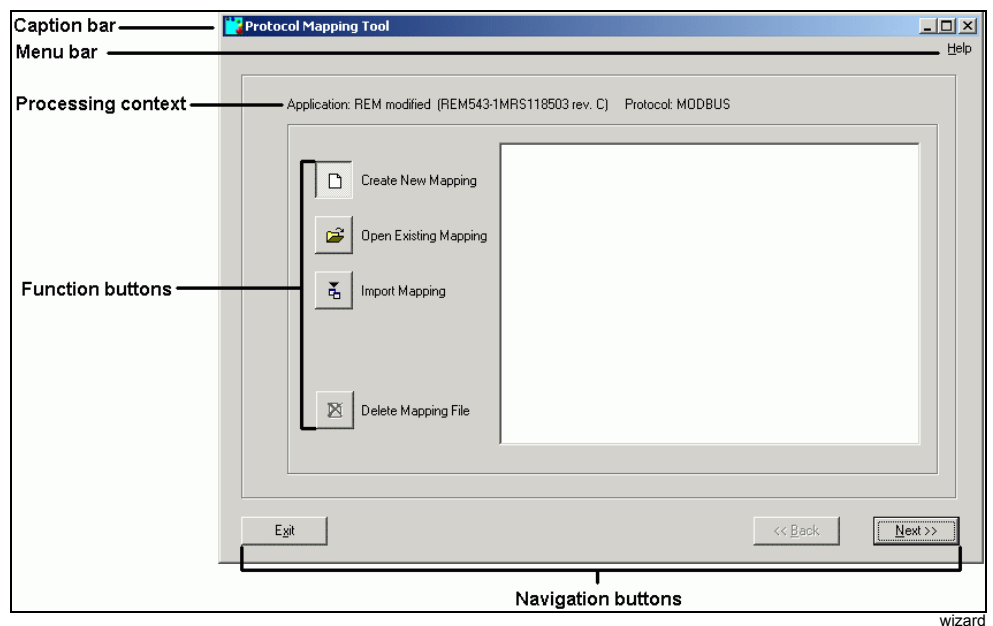 Caption bar
Protocol Mapping Tool
Menu bar
Help
Processing context
Application: REM modified (REM543-1MRS118503 rev. C) Protocol: MODBUS
Create New Mapping
Open Existing Mapping
Function buttons
Import Mapping
Delete Mapping File
Exit
<< Back
Next >>
Navigation buttons
wizard